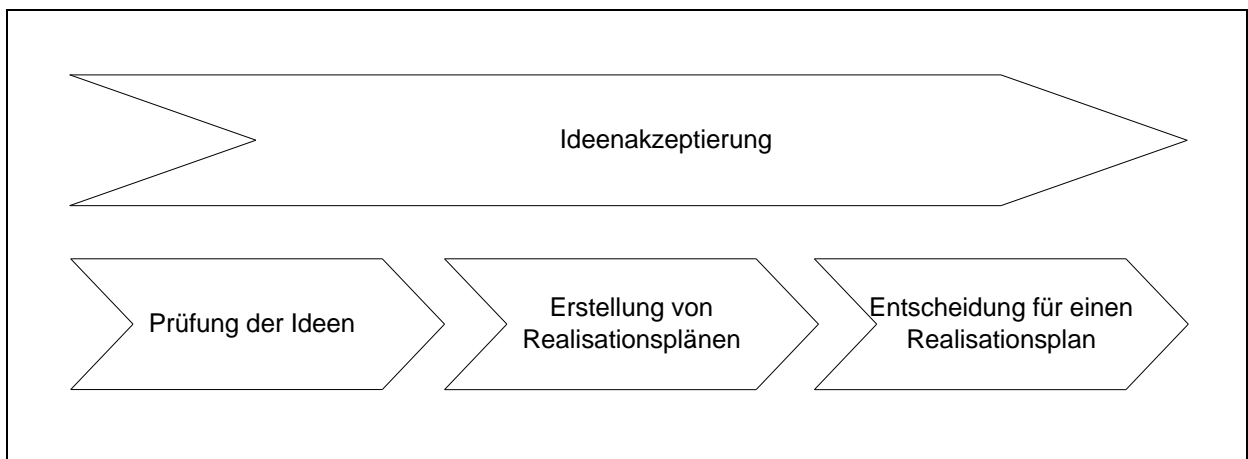 Ideenakzeptierung
Prüfung der Ideen
Erstellung von
Realisationsplänen
Entscheidung für einen
Realisationsplan